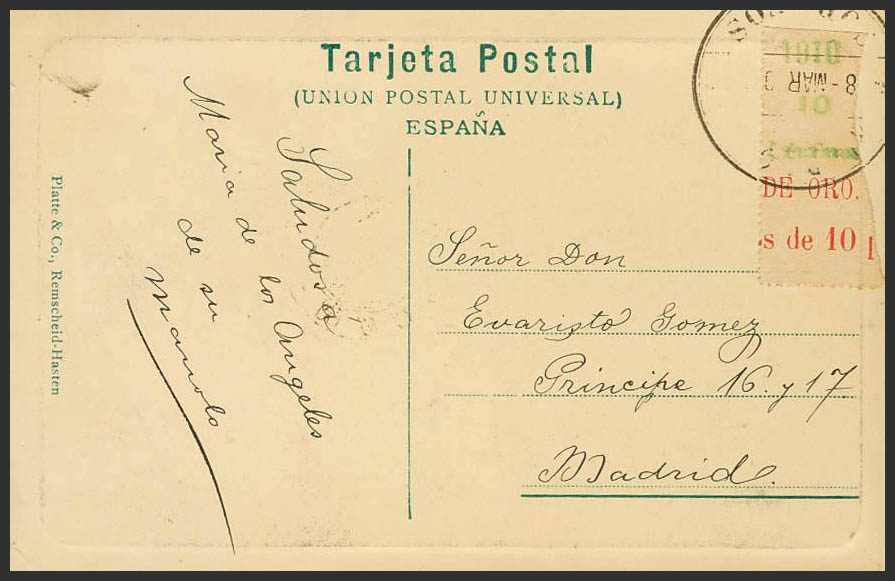 Tarjeta Postal
(UNION POSTAL UNIVERSAL)
ESPAÑA
Saludos a
Maria de los Angeles
de su
Manolo
Platte & Co., Remscheid-Hasten
1910
8-MAR
10
DE ORO.
s de 10
Señor Don
Evaristo Gomez
Principe 16 y 17
Madrid.